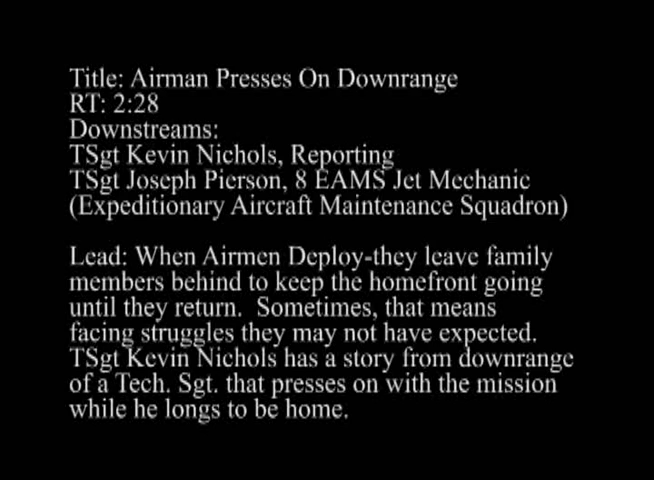 Title: Airman Presses On Downrange
RT: 2:28
Downstreams:
TSgt Kevin Nichols, Reporting
TSgt Joseph Pierson, 8 EAMS Jet Mechanic
(Expeditionary Aircraft Maintenance Squadron)
Lead: When Airmen Deploy-they leave family
members behind to keep the homefront going
until they return.  Sometimes, that means
facing struggles they may not have expected.
TSgt Kevin Nichols has a story from downrange
of a Tech. Sgt. that presses on with the mission
while he longs to be home.